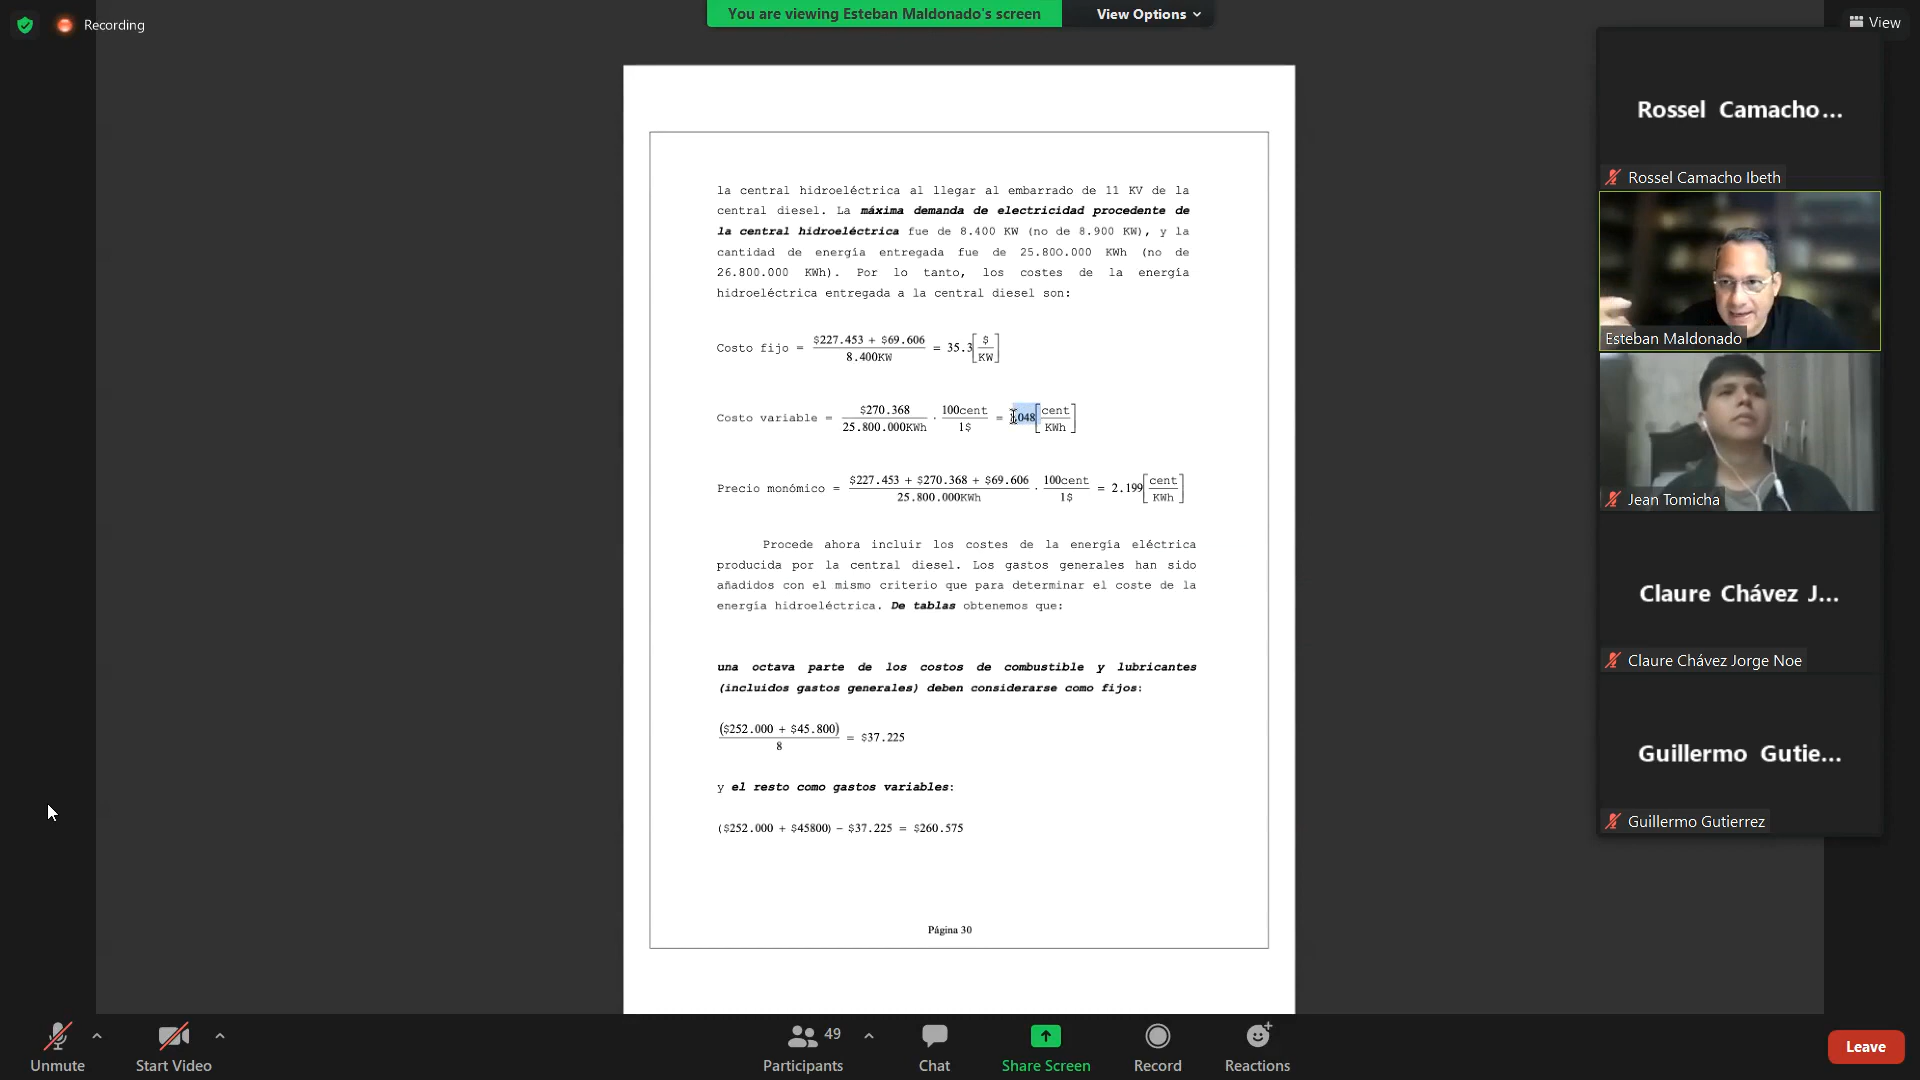 Recording
You are viewing Esteban Maldonado's screen
View Options
View
la central hidroeléctrica al llegar al embarrado de 11 KV de la
central diesel. La máxima demanda de electricidad procedente de
la central hidroeléctrica fue de 8.400 KW (no de 8.900 KW), y la
cantidad de energía entregada fue de 25.800.000 KWh (no de
26.800.000 KWh). Por lo tanto, los costes de la energía
hidroeléctrica entregada a la central diesel son:
Costo fijo = $227.453 + $69.606 / 8.400KW = 35.3 [$ / KW]
Costo variable = $270.368 / 25.800.000KWh · 100cent / 1$ = .048 [cent / KWh]
Precio monómico = $227.453 + $270.368 + $69.606 / 25.800.000KWh · 100cent / 1$ = 2.199 [cent / KWh]
Procede ahora incluir los costes de la energía eléctrica
producida por la central diesel. Los gastos generales han sido
añadidos con el mismo criterio que para determinar el coste de la
energía hidroeléctrica. De tablas obtenemos que:
una octava parte de los costos de combustible y lubricantes
(incluidos gastos generales) deben considerarse como fijos:
($252.000 + $45.800) / 8 = $37.225
y el resto como gastos variables:
($252.000 + $45800) − $37.225 = $260.575
Página 30
Rossel Camacho...
Rossel Camacho Ibeth
Esteban Maldonado
Jean Tomicha
Claure Chávez J...
Claure Chávez Jorge Noe
Guillermo Gutie...
Guillermo Gutierrez
Unmute
Start Video
49
Participants
Chat
Share Screen
Record
Reactions
Leave